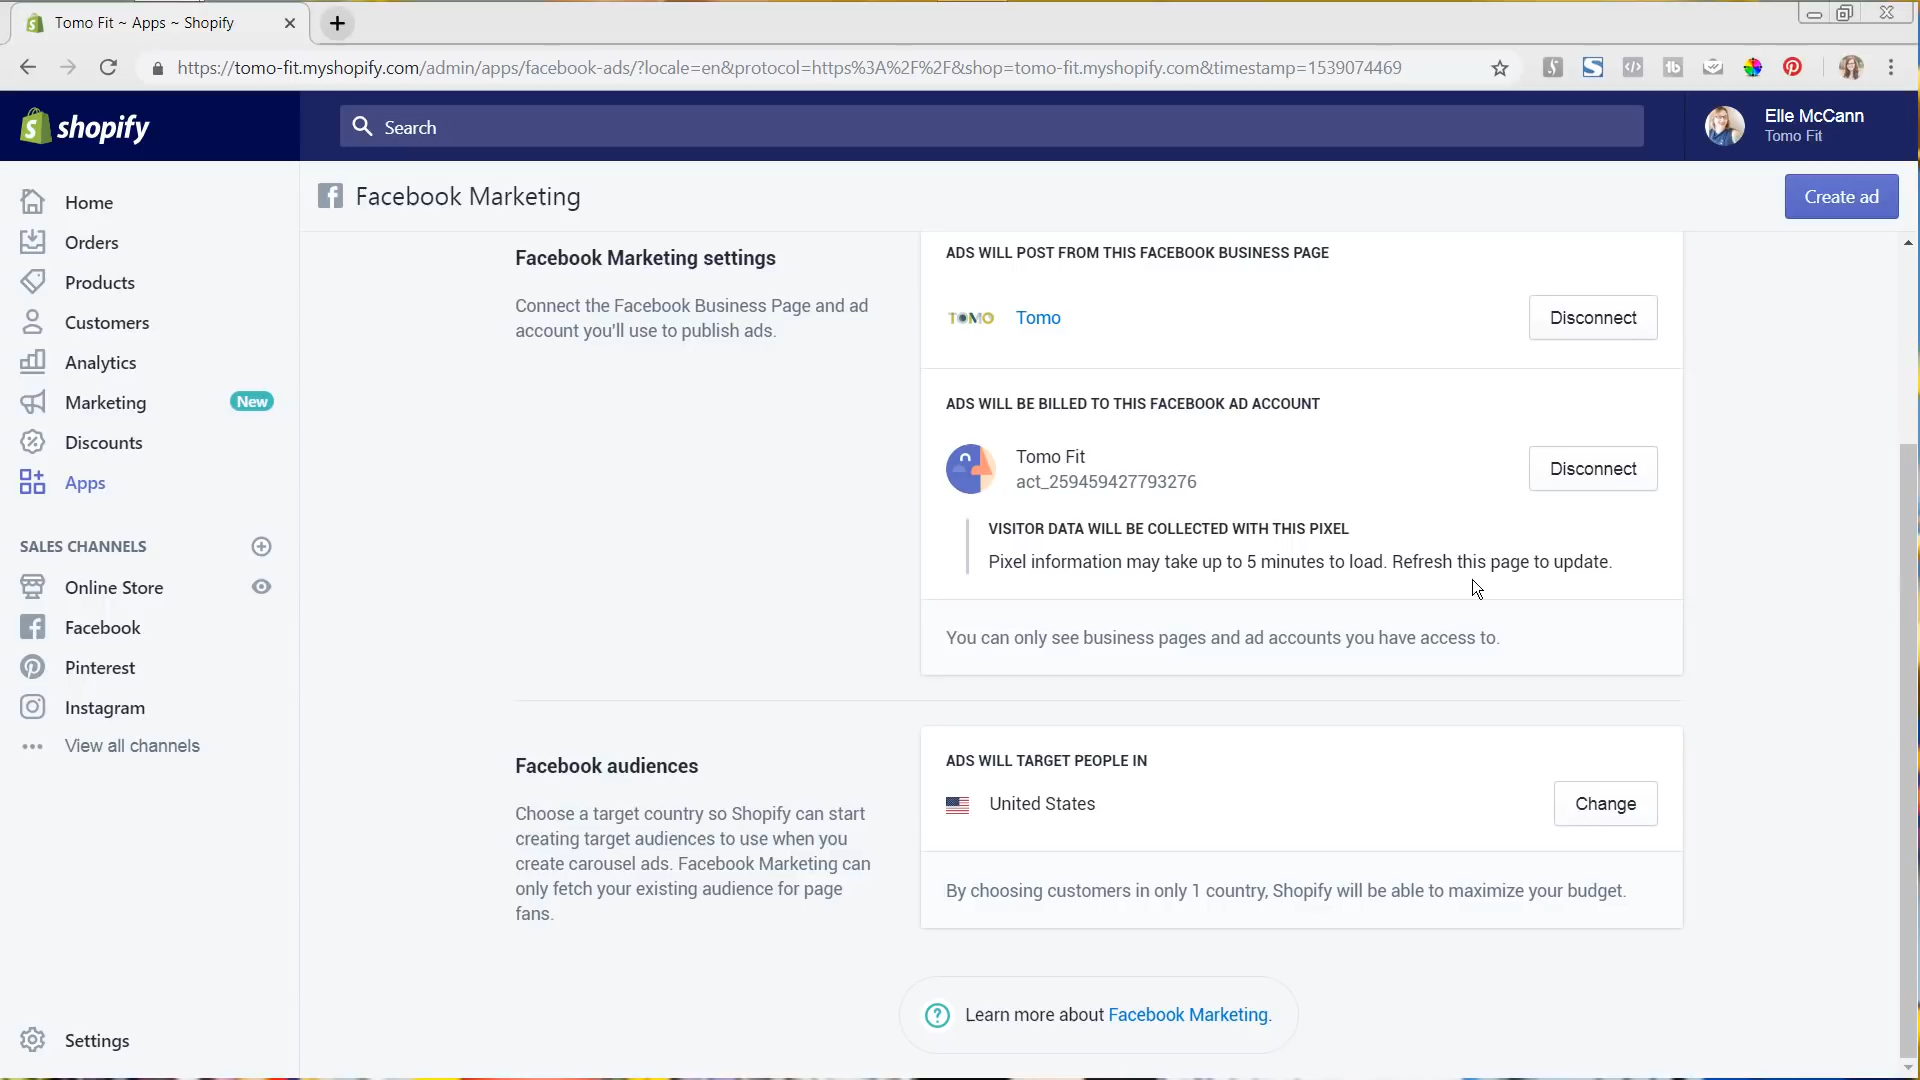 Tomo Fit ~ Apps ~ Shopify
https://tomo-fit.myshopify.com/admin/apps/facebook-ads/?locale=en&protocol=https%3A%2F%2F&shop=tomo-fit.myshopify.com&timestamp=1539074469
shopify
Search
Elle McCann
Tomo Fit
Home
Orders
Products
Customers
Analytics
Marketing New
Discounts
Apps
SALES CHANNELS
Online Store
Facebook
Pinterest
Instagram
View all channels
Settings
Facebook Marketing
Create ad
Facebook Marketing settings
Connect the Facebook Business Page and ad
account you'll use to publish ads.
ADS WILL POST FROM THIS FACEBOOK BUSINESS PAGE
TOMO Tomo Disconnect
ADS WILL BE BILLED TO THIS FACEBOOK AD ACCOUNT
Tomo Fit
act_259459427793276
Disconnect
VISITOR DATA WILL BE COLLECTED WITH THIS PIXEL
Pixel information may take up to 5 minutes to load. Refresh this page to update.
You can only see business pages and ad accounts you have access to.
Facebook audiences
Choose a target country so Shopify can start
creating target audiences to use when you
create carousel ads. Facebook Marketing can
only fetch your existing audience for page
fans.
ADS WILL TARGET PEOPLE IN
United States Change
By choosing customers in only 1 country, Shopify will be able to maximize your budget.
Learn more about Facebook Marketing.